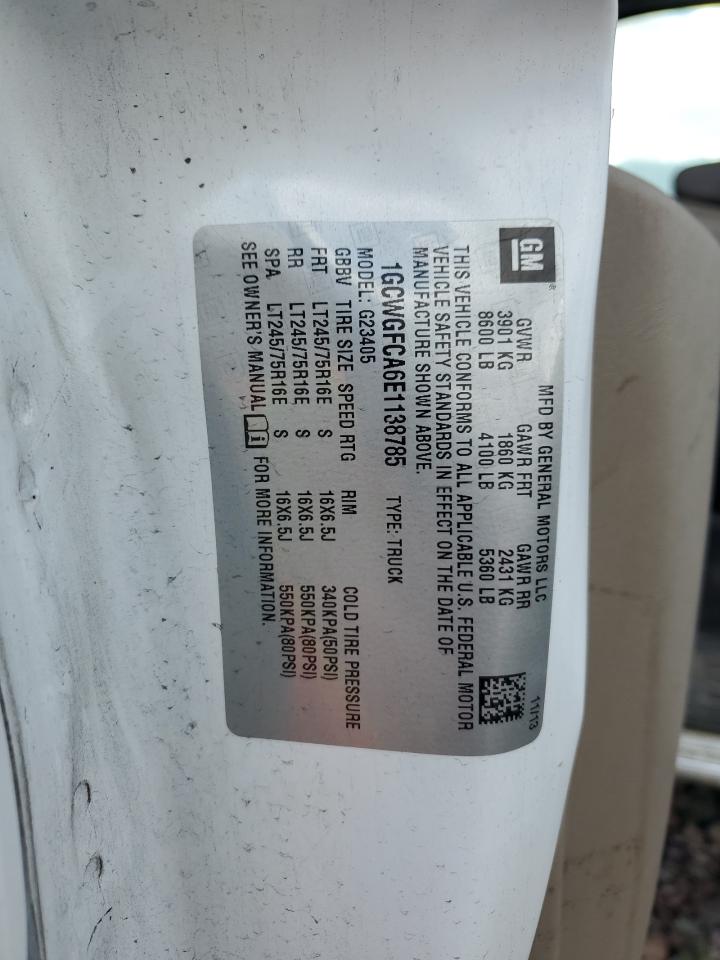 GM
MFD BY GENERAL MOTORS LLC 11/13
GVWR GAWR FRT GAWR RR
3901 KG 1860 KG 2431 KG
8600 LB 4100 LB 5360 LB
THIS VEHICLE CONFORMS TO ALL APPLICABLE U.S. FEDERAL MOTOR
VEHICLE SAFETY STANDARDS IN EFFECT ON THE DATE OF
MANUFACTURE SHOWN ABOVE.
1GCWGFCA6E1138785 TYPE: TRUCK
MODEL: G23405
GBBV TIRE SIZE SPEED RTG RIM COLD TIRE PRESSURE
FRT LT245/75R16E S 16X6.5J 340KPA(50PSI)
RR LT245/75R16E S 16X6.5J 550KPA(80PSI)
SPA LT245/75R16E S 16X6.5J 550KPA(80PSI)
SEE OWNER'S MANUAL FOR MORE INFORMATION.